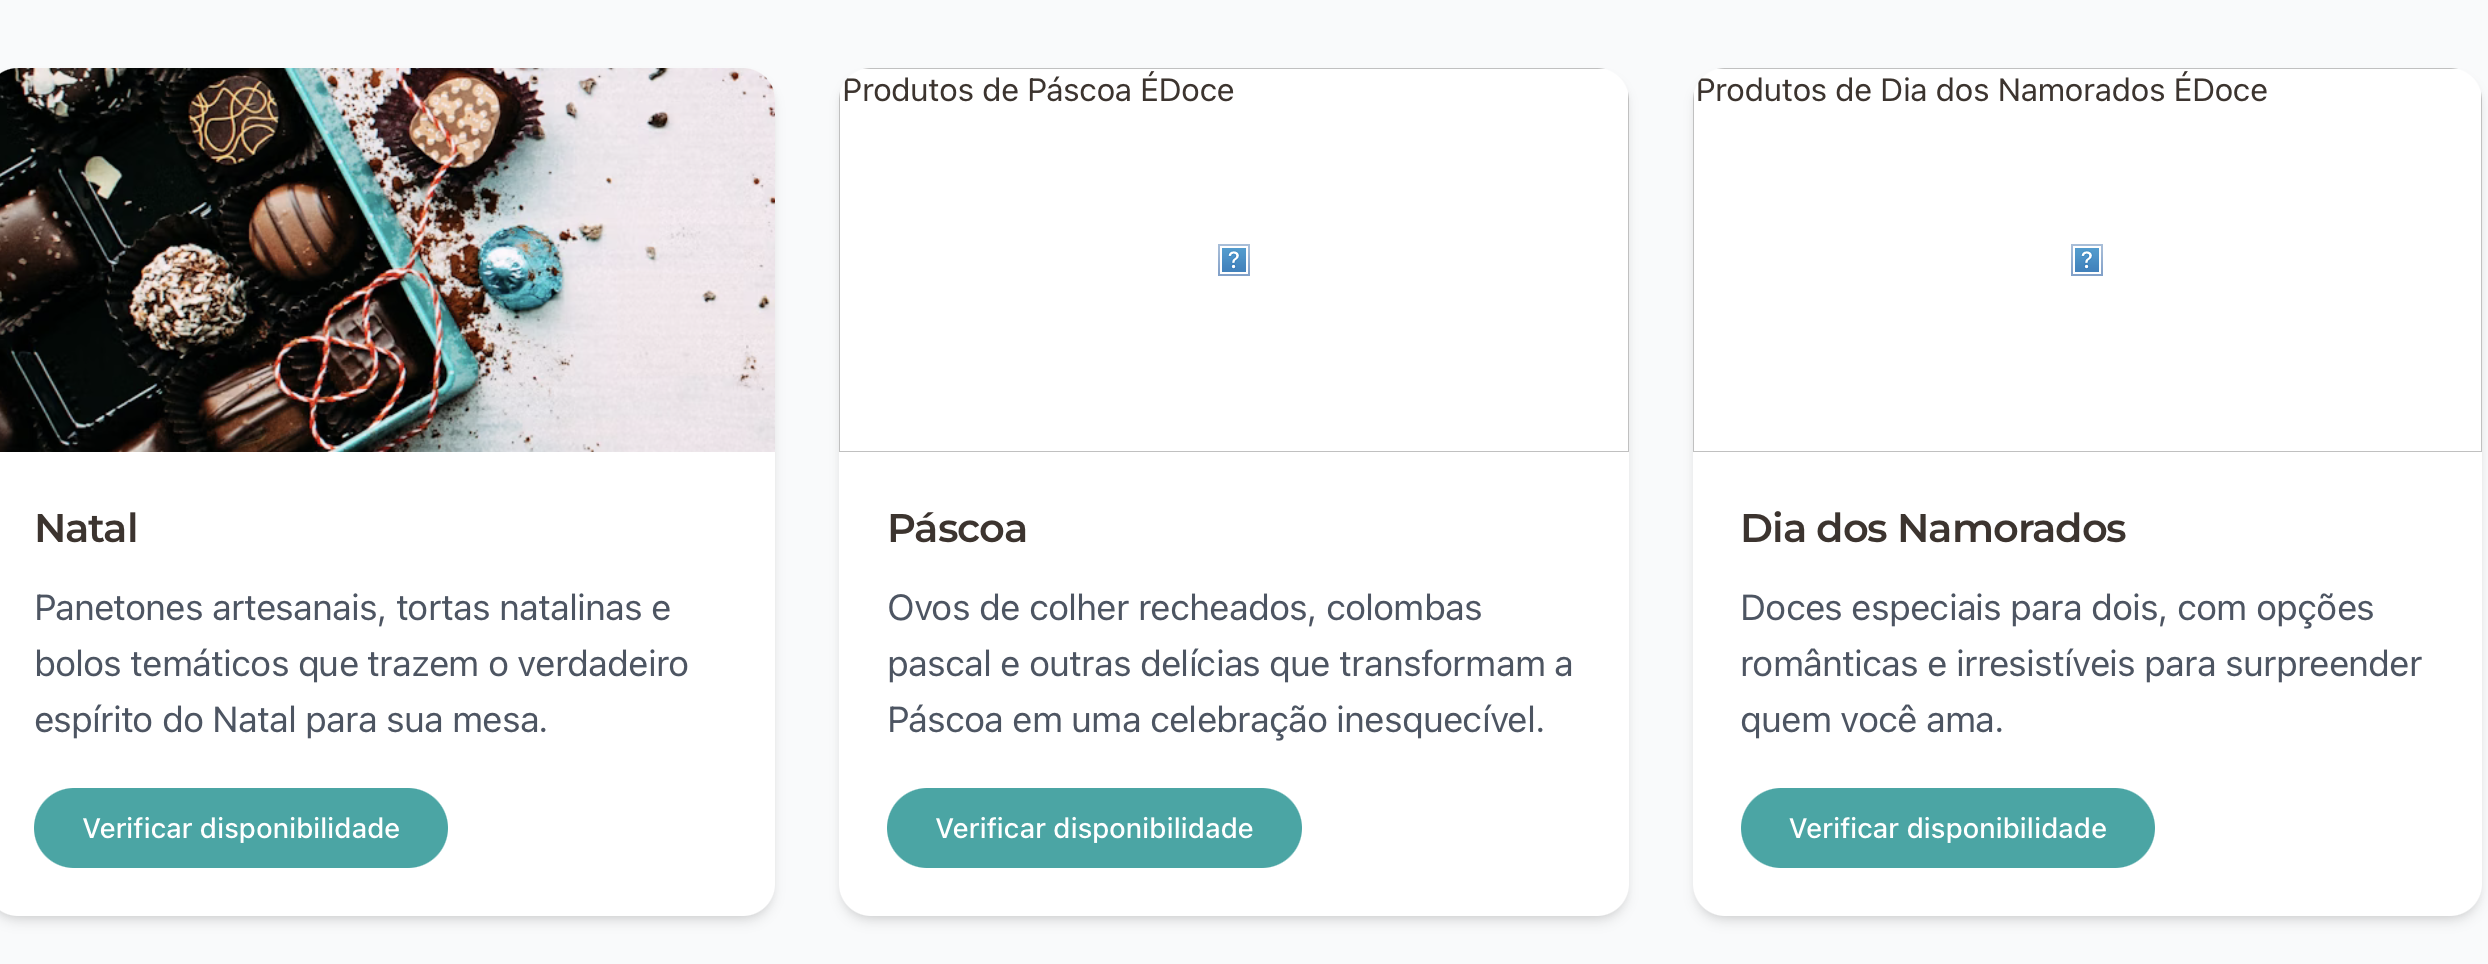 Produtos de Páscoa ÉDoce
Produtos de Dia dos Namorados ÉDoce
?
?
Natal
Panetones artesanais, tortas natalinas e
bolos temáticos que trazem o verdadeiro
espírito do Natal para sua mesa.
Verificar disponibilidade
Páscoa
Ovos de colher recheados, colombas
pascal e outras delícias que transformam a
Páscoa em uma celebração inesquecível.
Verificar disponibilidade
Dia dos Namorados
Doces especiais para dois, com opções
românticas e irresistíveis para surpreender
quem você ama.
Verificar disponibilidade